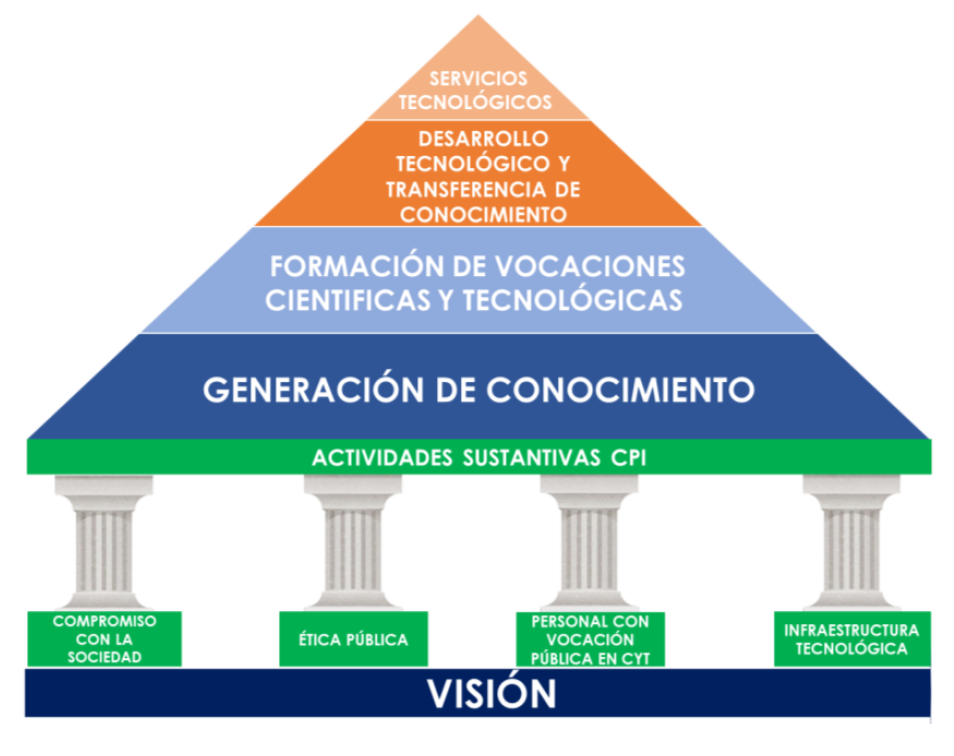 SERVICIOS
TECNOLÓGICOS
DESARROLLO
TECNOLÓGICO Y
TRANSFERENCIA DE
CONOCIMIENTO
FORMACIÓN DE VOCACIONES
CIENTIFICAS Y TECNOLÓGICAS
GENERACIÓN DE CONOCIMIENTO
ACTIVIDADES SUSTANTIVAS CPI
COMPROMISO
CON LA
SOCIEDAD
ÉTICA PÚBLICA
PERSONAL CON
VOCACIÓN
PÚBLICA EN CYT
INFRAESTRUCTURA
TECNOLÓGICA
VISIÓN